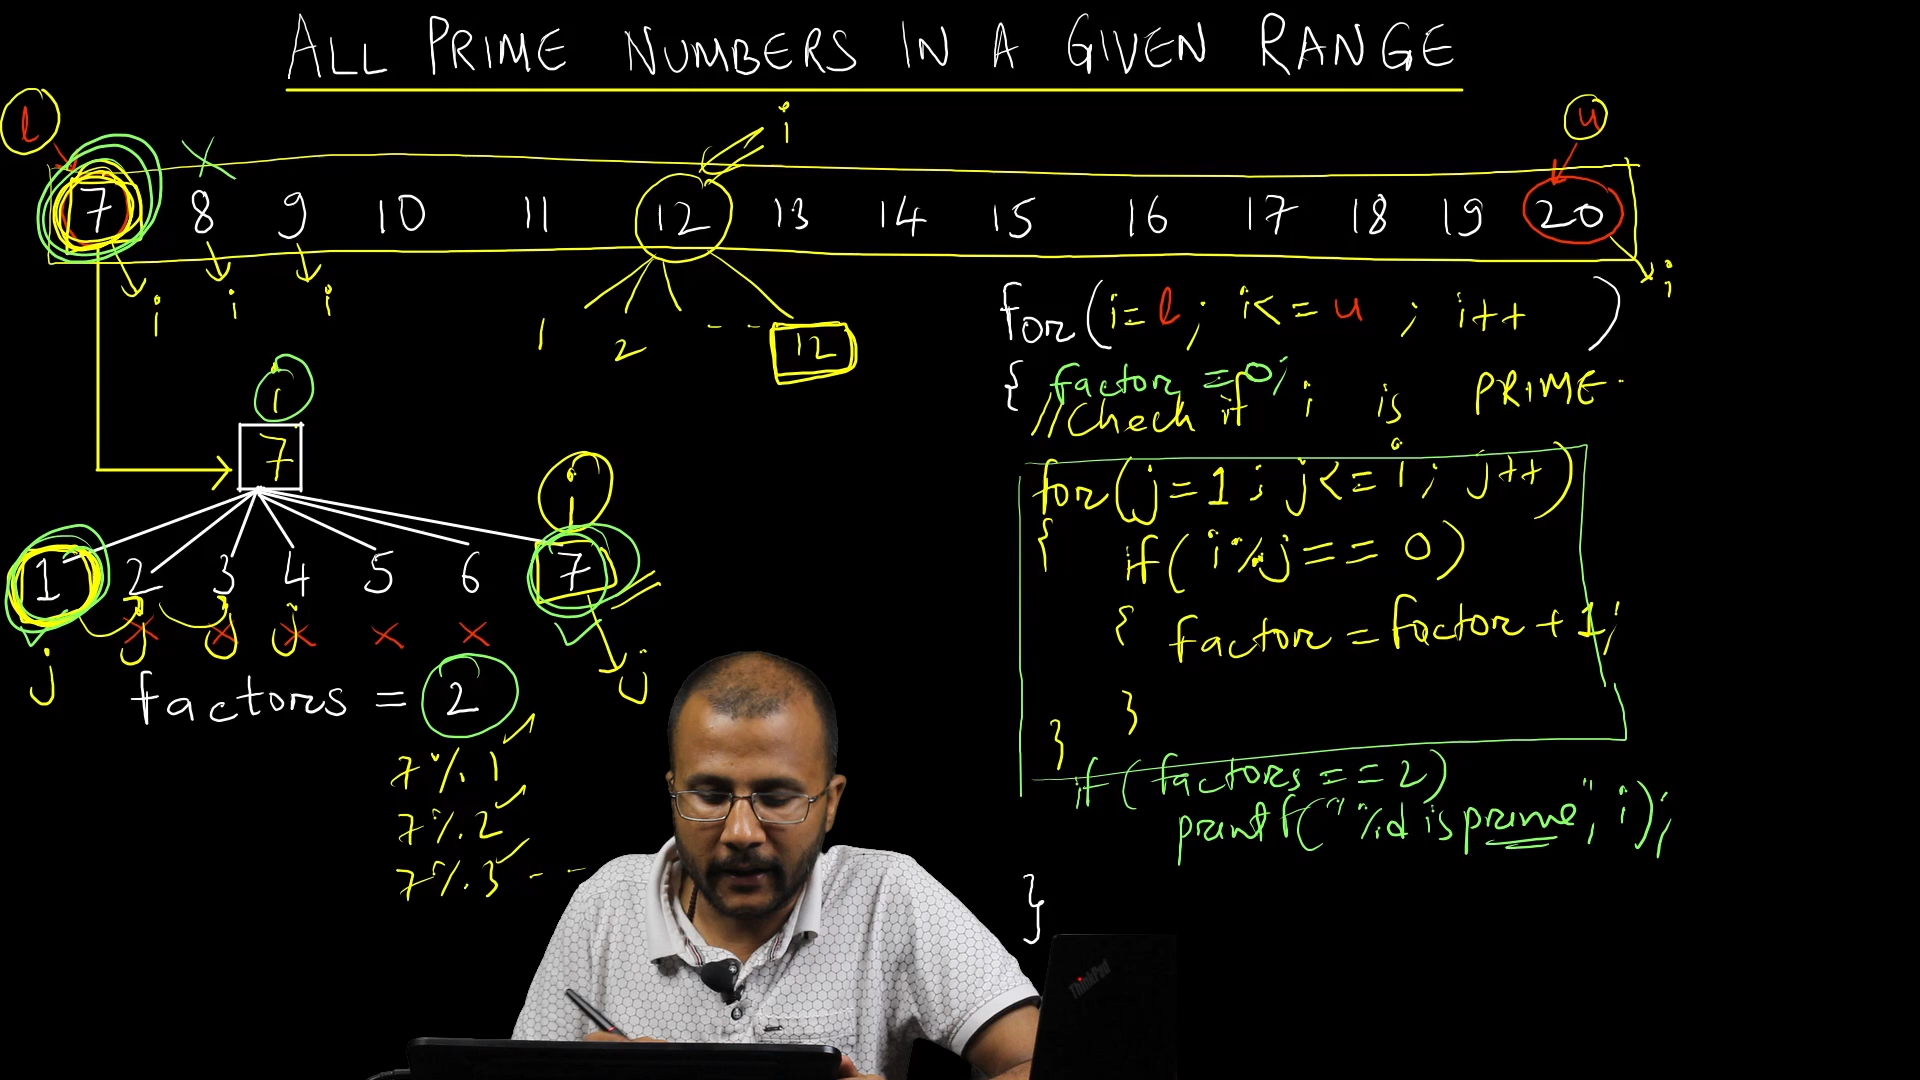 ALL PRIME NUMBERS IN A GIVEN RANGE
l i u
7 8 9 10 11 12 13 14 15 16 17 18 19 20
i i i i
1 2 -- 12
for(i=l; i<=u ; i++ )
{ factor =0;
//Check if i is PRIME.
i
7
i
for(j=1; j<=i; j++)
{ if( i%j==0)
1 2 3 4 5 6 7
j j j j j
{ factor = factor + 1;
factors = 2
}
}
7%1
7%2
7%3 --
if(factors==2)
printf("%d is prime", i);
}
ThinkPad